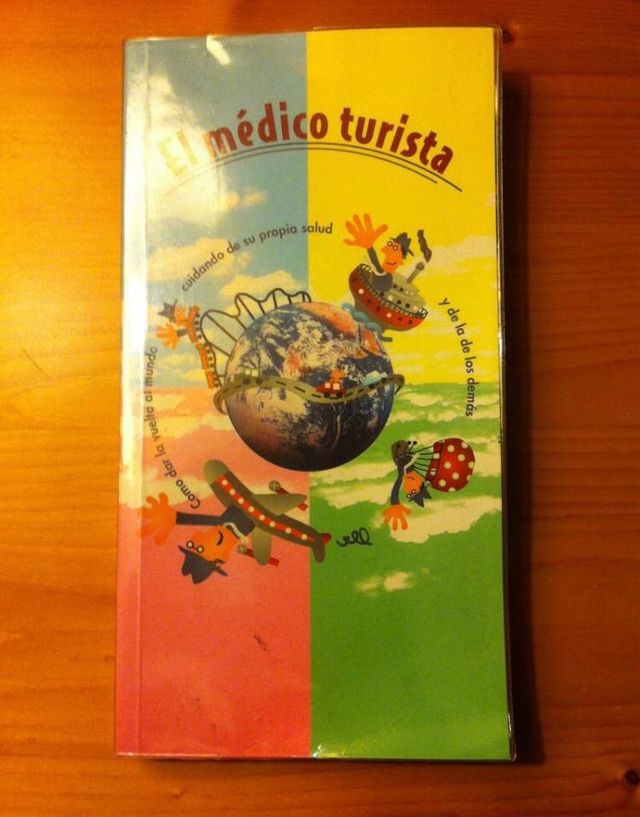 El médico turista
Como dar la vuelta al mundo
cuidando de su propia salud
y de la de los demás